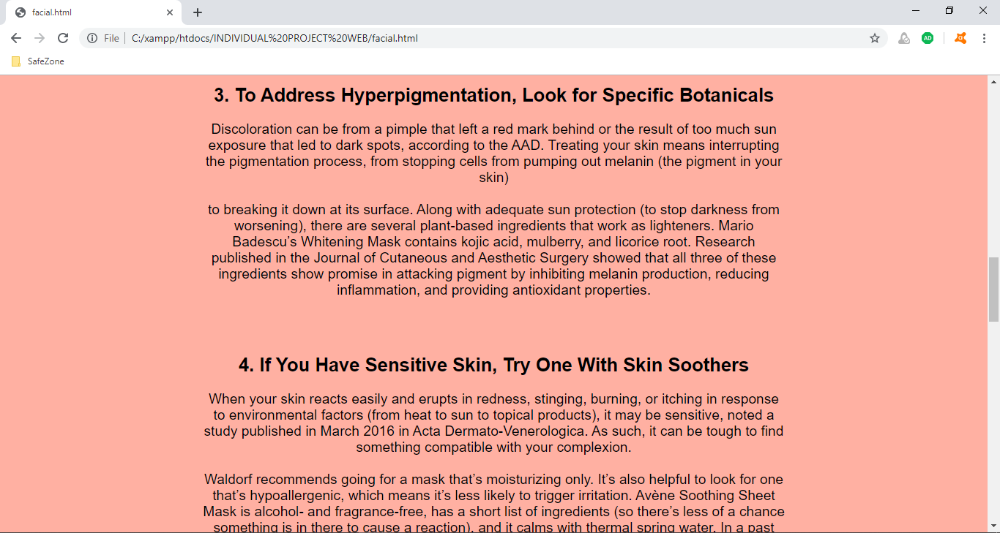 facial.html
File
C:/xampp/htdocs/INDIVIDUAL%20PROJECT%20WEB/facial.html
AD
SafeZone
3. To Address Hyperpigmentation, Look for Specific Botanicals
Discoloration can be from a pimple that left a red mark behind or the result of too much sun
exposure that led to dark spots, according to the AAD. Treating your skin means interrupting
the pigmentation process, from stopping cells from pumping out melanin (the pigment in your
skin)
to breaking it down at its surface. Along with adequate sun protection (to stop darkness from
worsening), there are several plant-based ingredients that work as lighteners. Mario
Badescu’s Whitening Mask contains kojic acid, mulberry, and licorice root. Research
published in the Journal of Cutaneous and Aesthetic Surgery showed that all three of these
ingredients show promise in attacking pigment by inhibiting melanin production, reducing
inflammation, and providing antioxidant properties.
4. If You Have Sensitive Skin, Try One With Skin Soothers
When your skin reacts easily and erupts in redness, stinging, burning, or itching in response
to environmental factors (from heat to sun to topical products), it may be sensitive, noted a
study published in March 2016 in Acta Dermato-Venerologica. As such, it can be tough to find
something compatible with your complexion.
Waldorf recommends going for a mask that’s moisturizing only. It’s also helpful to look for one
that’s hypoallergenic, which means it’s less likely to trigger irritation. Avène Soothing Sheet
Mask is alcohol- and fragrance-free, has a short list of ingredients (so there’s less of a chance
something is in there to cause a reaction), and it calms with thermal spring water. In a past